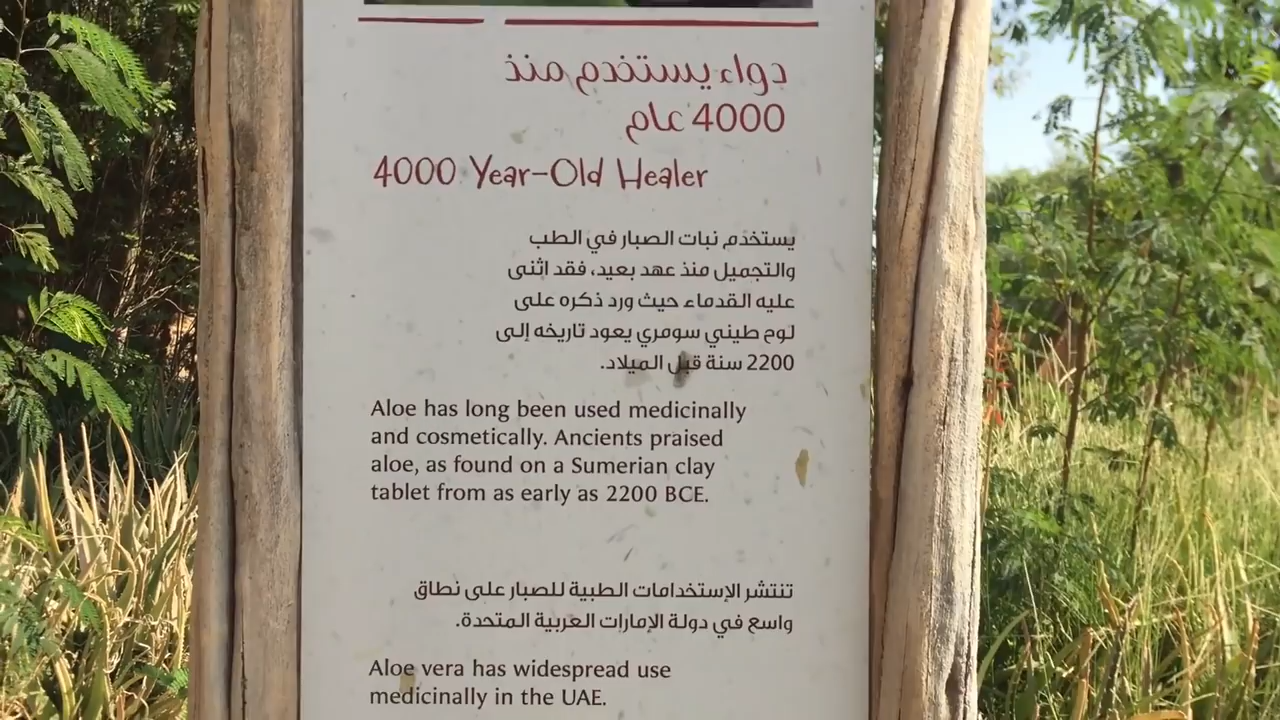 دواء يستخدم منذ
4000 عام
4000 Year-Old Healer
يستخدم نبات الصبار في الطب
والتجميل منذ عهد بعيد، فقد اثنى
عليه القدماء حيث ورد ذكره على
لوح طيني سومري يعود تاريخه إلى
2200 سنة قبل الميلاد.
Aloe has long been used medicinally
and cosmetically. Ancients praised
aloe, as found on a Sumerian clay
tablet from as early as 2200 BCE.
تنتشر الإستخدامات الطبية للصبار على نطاق
واسع في دولة الإمارات العربية المتحدة.
Aloe vera has widespread use
medicinally in the UAE.